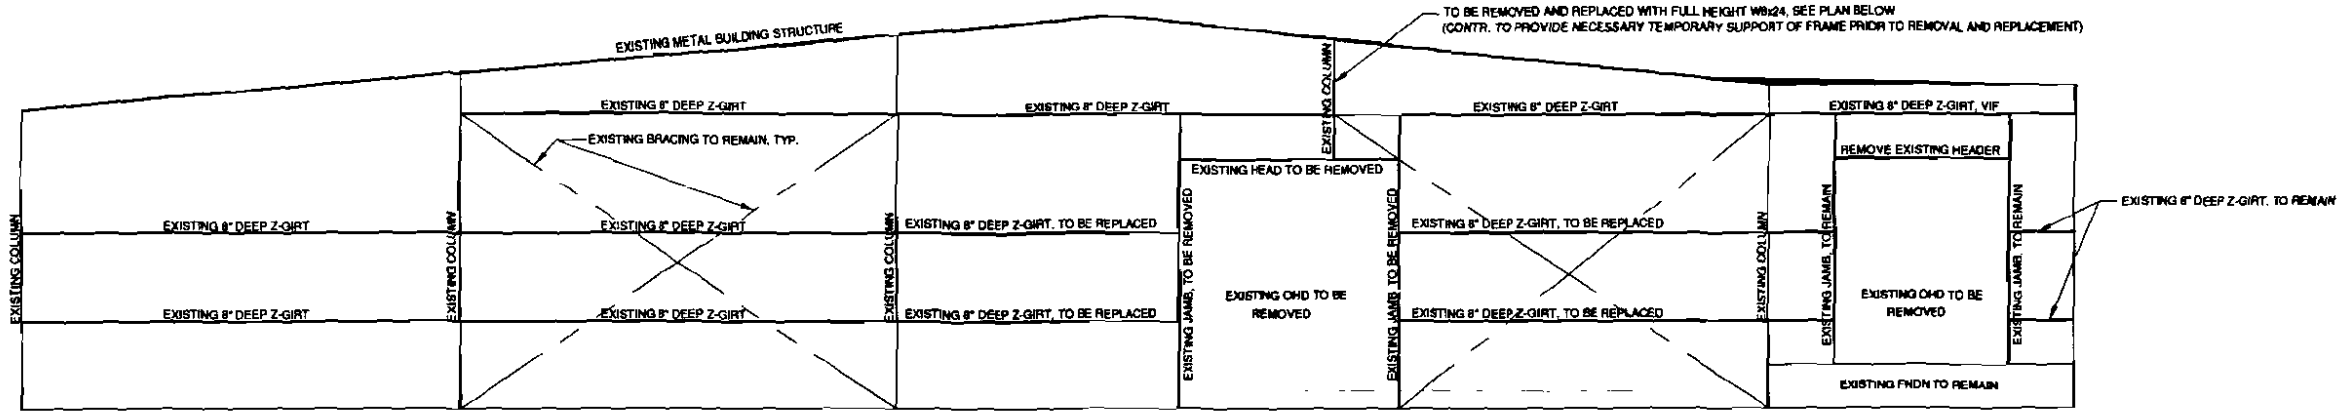 TO BE REMOVED AND REPLACED WITH FULL HEIGHT W8x24, SEE PLAN BELOW
(CONTR. TO PROVIDE NECESSARY TEMPORARY SUPPORT OF FRAME PRIOR TO REMOVAL AND REPLACEMENT)
EXISTING METAL BUILDING STRUCTURE
EXISTING COLUMN
EXISTING 8" DEEP Z-GIRT
EXISTING 8" DEEP Z-GIRT
EXISTING 8" DEEP Z-GIRT
EXISTING 8" DEEP Z-GIRT, VIF
EXISTING BRACING TO REMAIN, TYP.
EXISTING HEAD TO BE REMOVED
REMOVE EXISTING HEADER
EXISTING COLUMN
EXISTING 8" DEEP Z-GIRT
EXISTING COLUMN
EXISTING 8" DEEP Z-GIRT
EXISTING COLUMN
EXISTING 8" DEEP Z-GIRT, TO BE REPLACED
EXISTING JAMB, TO BE REMOVED
EXISTING JAMB, TO BE REMOVED
EXISTING 8" DEEP Z-GIRT, TO BE REPLACED
EXISTING COLUMN
EXISTING JAMB, TO REMAIN
EXISTING JAMB, TO REMAIN
EXISTING 8" DEEP Z-GIRT, TO REMAIN
EXISTING OHD TO BE
REMOVED
EXISTING OHD TO BE
REMOVED
EXISTING 8" DEEP Z-GIRT
EXISTING 8" DEEP Z-GIRT
EXISTING 8" DEEP Z-GIRT, TO BE REPLACED
EXISTING 8" DEEP Z-GIRT, TO BE REPLACED
EXISTING FNDN TO REMAIN